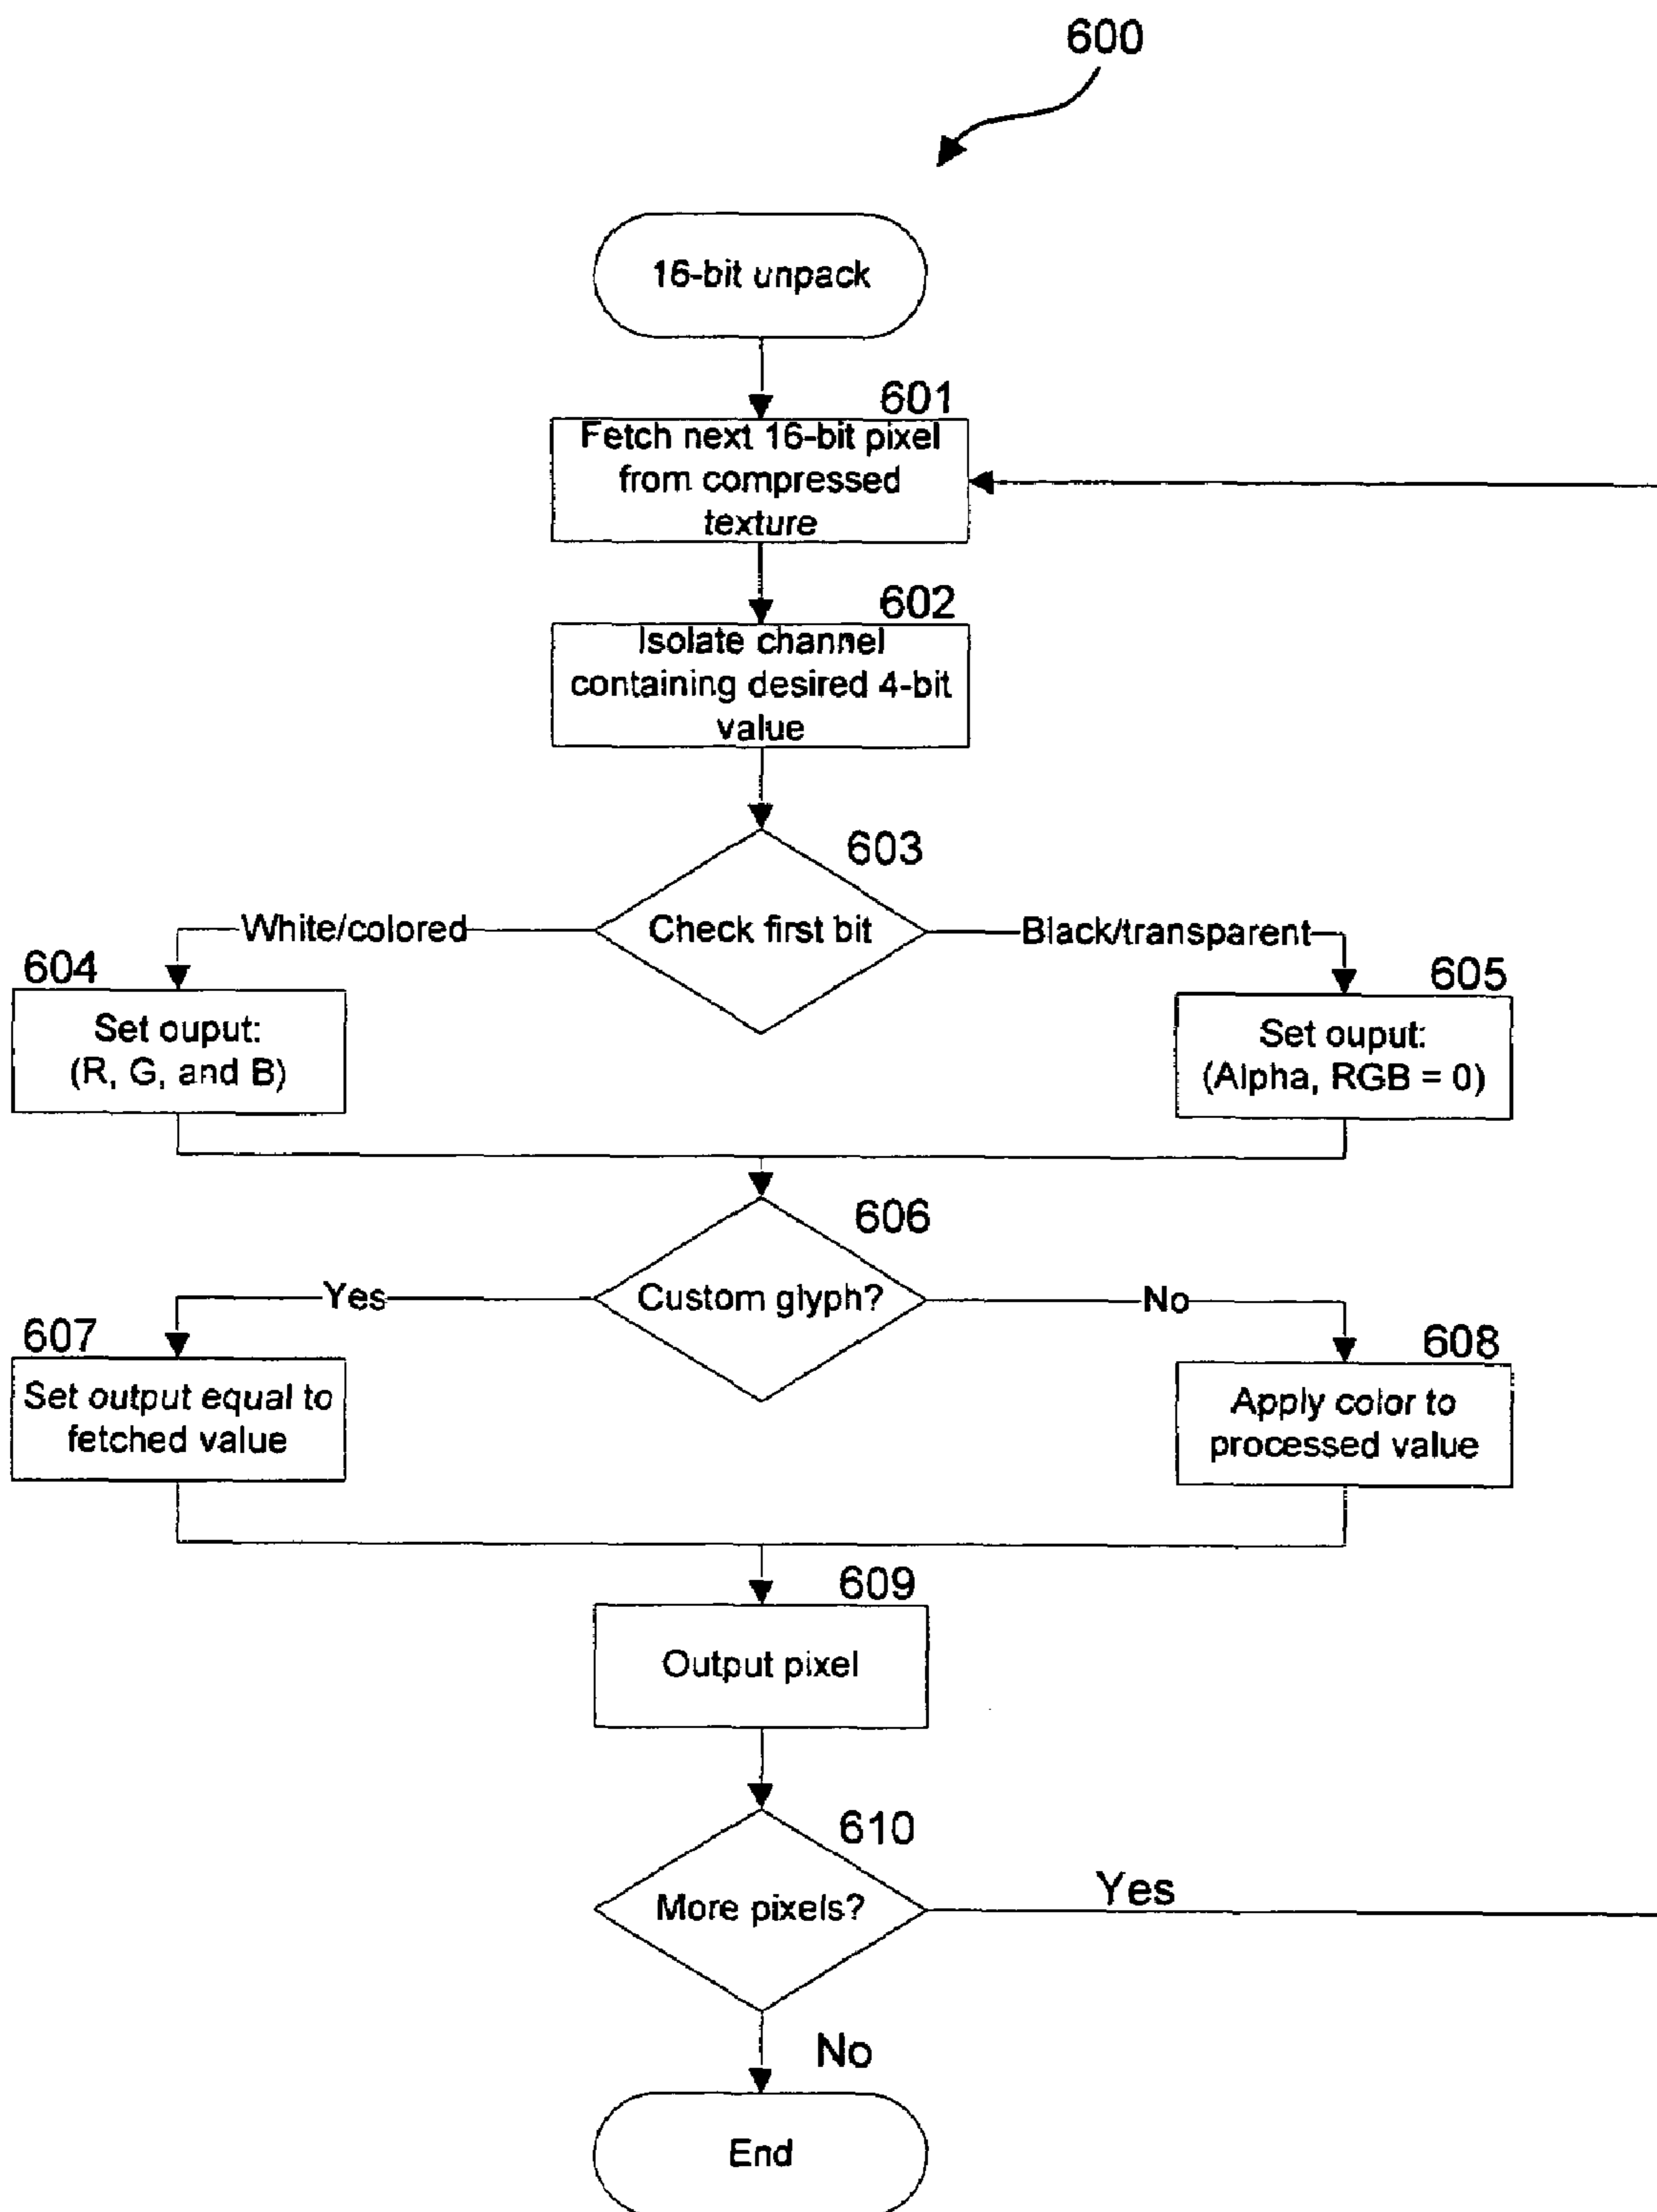 600
16-bit unpack
601
Fetch next 16-bit pixel
from compressed
texture
602
Isolate channel
containing desired 4-bit
value
603
Check first bit
White/colored
Black/transparent
604
Set ouput:
(R, G, and B)
605
Set ouput:
(Alpha, RGB = 0)
606
Custom glyph?
Yes
No
607
Set output equal to
fetched value
608
Apply color to
processed value
609
Output pixel
610
More pixels?
Yes
No
End